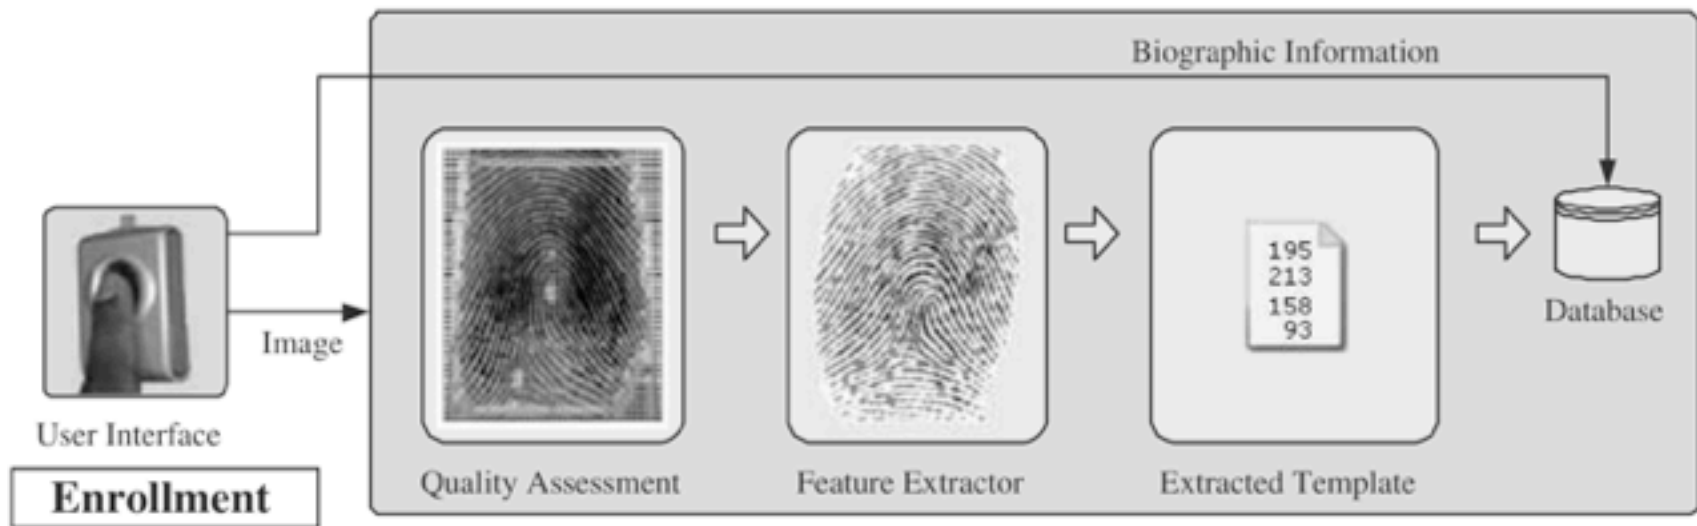 Biographic Information
195
213
158
93
Database
Image
User Interface
Quality Assessment
Feature Extractor
Extracted Template
Enrollment